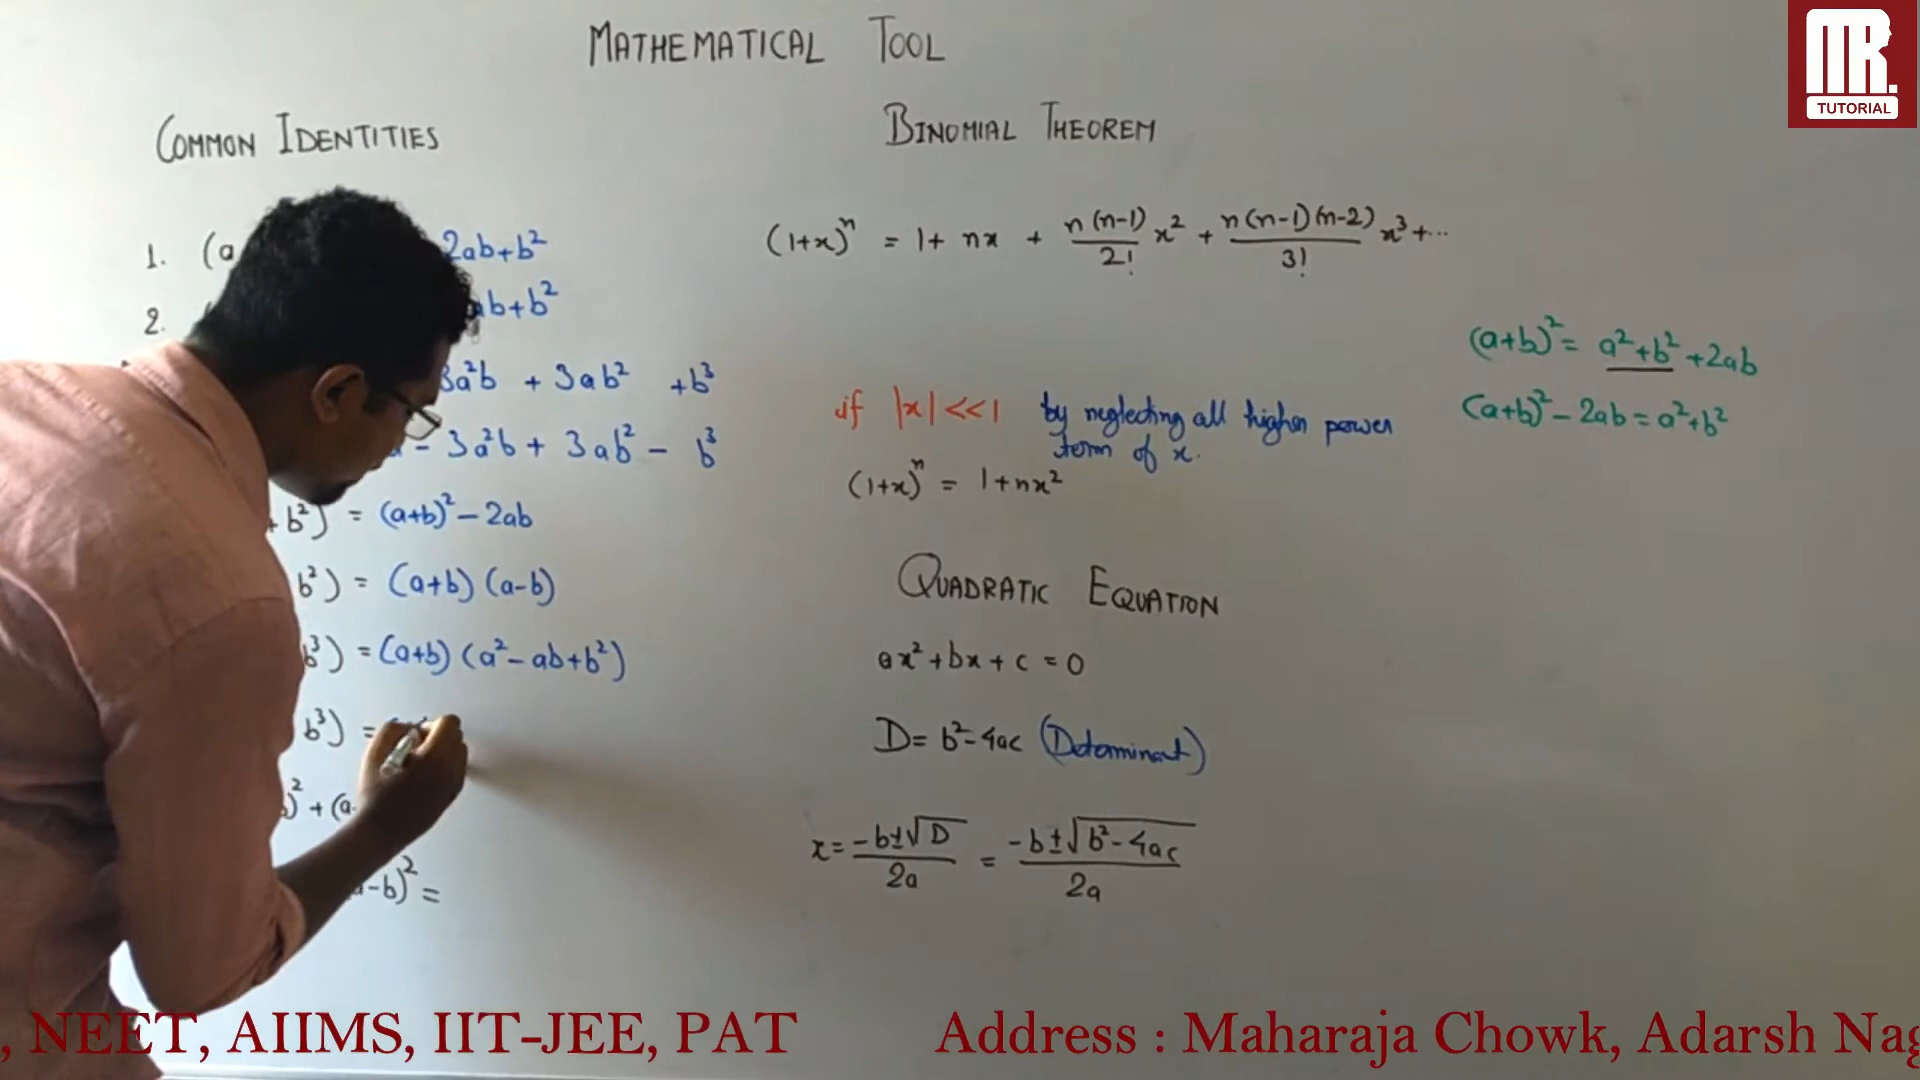 MATHEMATICAL TOOL
COMMON IDENTITIES
1. (a 2ab+b²
2. ab+b²
3a²b + 3ab² +b³
- 3a²b + 3ab² - b³
+ b²) = (a+b)² - 2ab
b²) = (a+b) (a-b)
b³) = (a+b) (a² - ab + b²)
b³) =
)² + (a
-b)² =
BINOMIAL THEOREM
(1+x)ⁿ = 1 + nx + n(n-1)/2! x² + n(n-1)(n-2)/3! x³ + ...
if |x| << 1 by neglecting all higher power
term of x.
(1+x)ⁿ = 1+nx²
QUADRATIC EQUATION
ax² + bx + c = 0
D = b² - 4ac (Determinant)
x = -b±√D/2a = -b±√b²-4ac/2a
(a+b)² = a²+b² + 2ab
(a+b)² - 2ab = a²+b²
MR.
TUTORIAL
, NEET, AIIMS, IIT-JEE, PAT Address : Maharaja Chowk, Adarsh Nag